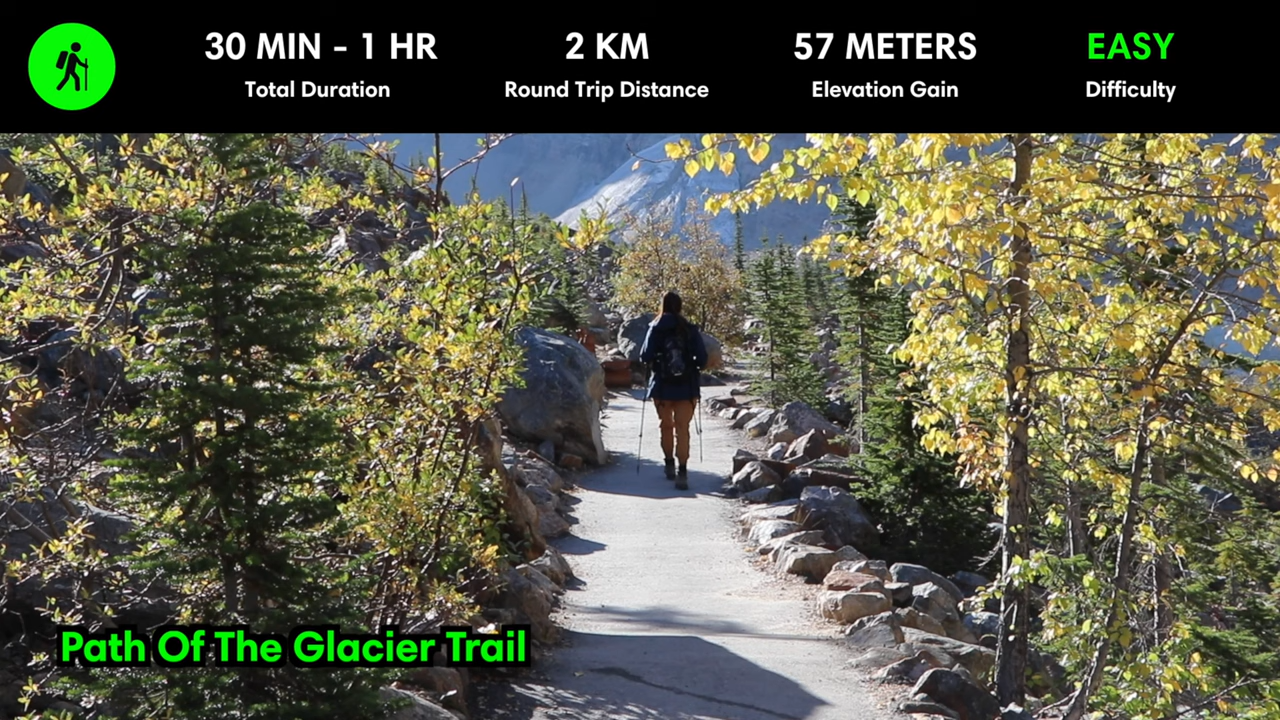 30 MIN - 1 HR
Total Duration
2 KM
Round Trip Distance
57 METERS
Elevation Gain
EASY
Difficulty
Path Of The Glacier Trail